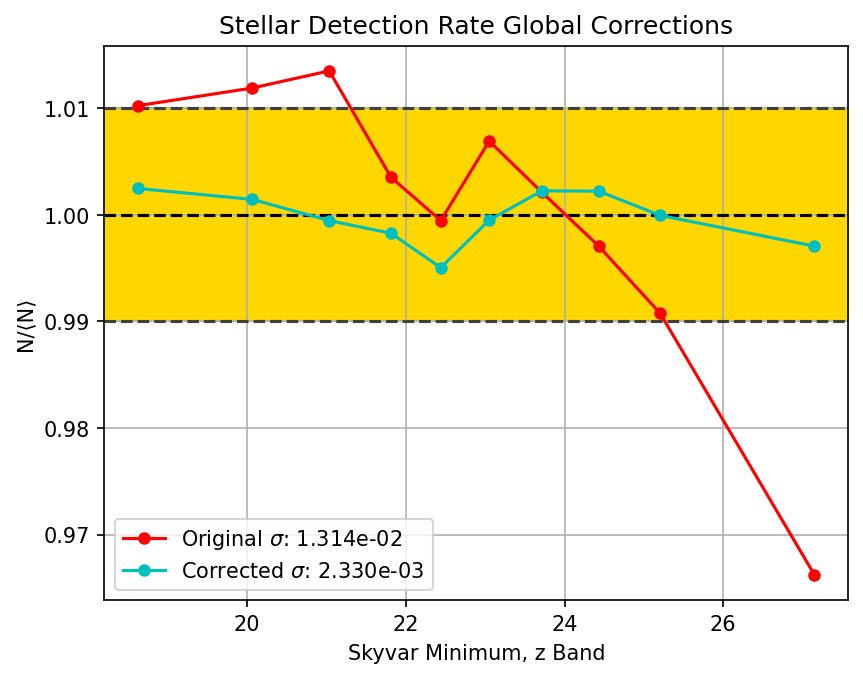 Stellar Detection Rate Global Corrections
1.01
1.00
0.99
0.98
0.97
N/⟨N⟩
Original σ: 1.314e-02
Corrected σ: 2.330e-03
20 22 24 26
Skyvar Minimum, z Band